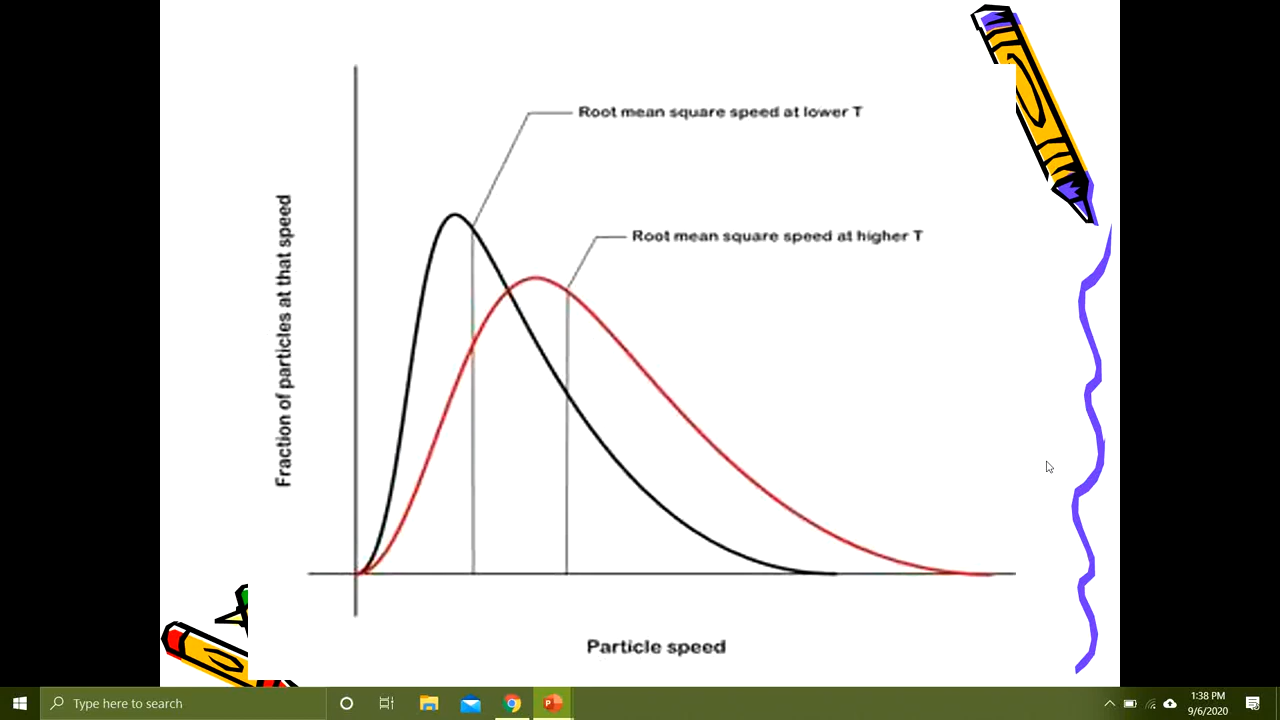 Root mean square speed at lower T
Root mean square speed at higher T
Fraction of particles at that speed
Particle speed
Type here to search
1:38 PM
9/6/2020